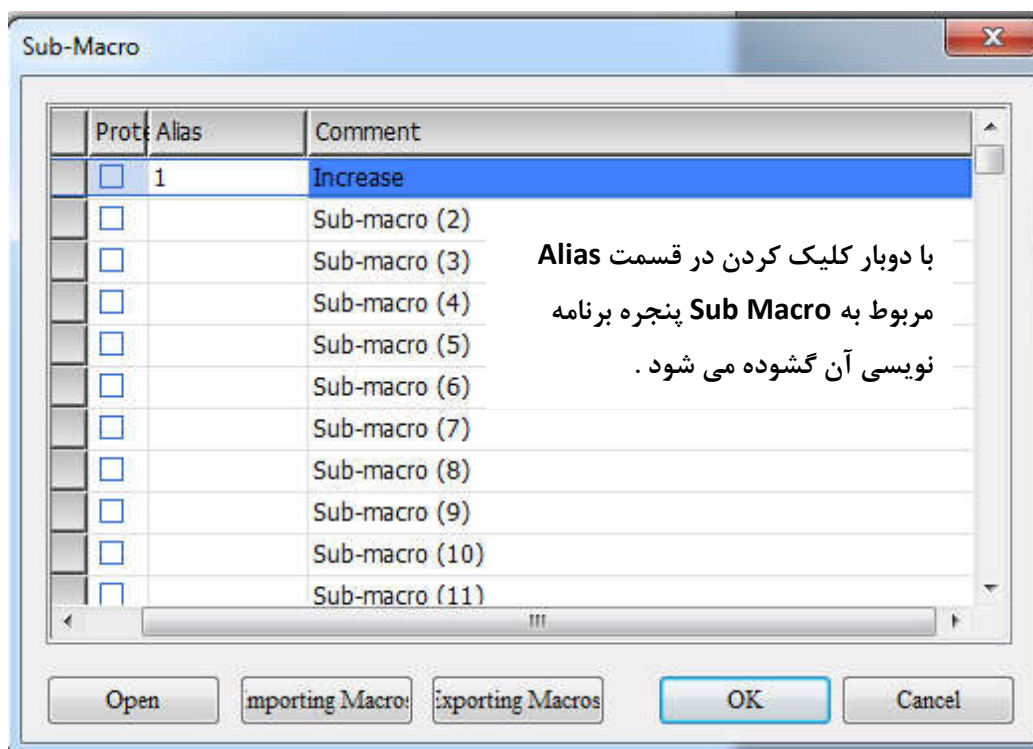 Sub-Macro
Prote Alias Comment
1 Increase
Sub-macro (2)
Sub-macro (3)
Sub-macro (4)
Sub-macro (5)
Sub-macro (6)
Sub-macro (7)
Sub-macro (8)
Sub-macro (9)
Sub-macro (10)
Sub-macro (11)
با دوبار کلیک کردن در قسمت Alias
مربوط به Sub Macro پنجره برنامه
نویسی آن گشوده می شود .
Open mporting Macro: xporting Macros OK Cancel